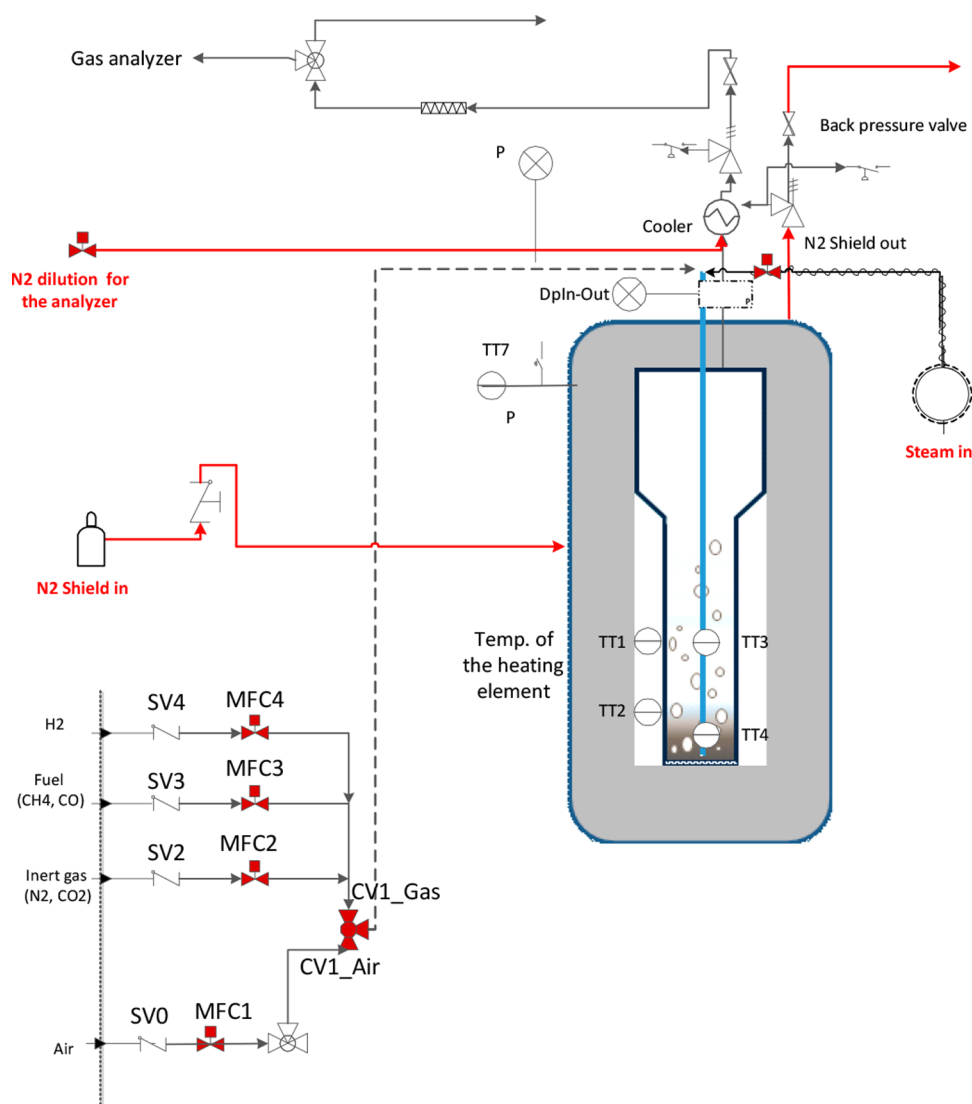 Gas analyzer
Back pressure valve
P
Cooler
N2 Shield out
N2 dilution for
the analyzer
DpIn-Out
P
TT7
P
Steam in
N2 Shield in
Temp. of
the heating
element
TT1
TT3
TT2
TT4
H2
SV4
MFC4
Fuel
(CH4, CO)
SV3
MFC3
Inert gas
(N2, CO2)
SV2
MFC2
CV1_Gas
CV1_Air
Air
SV0
MFC1